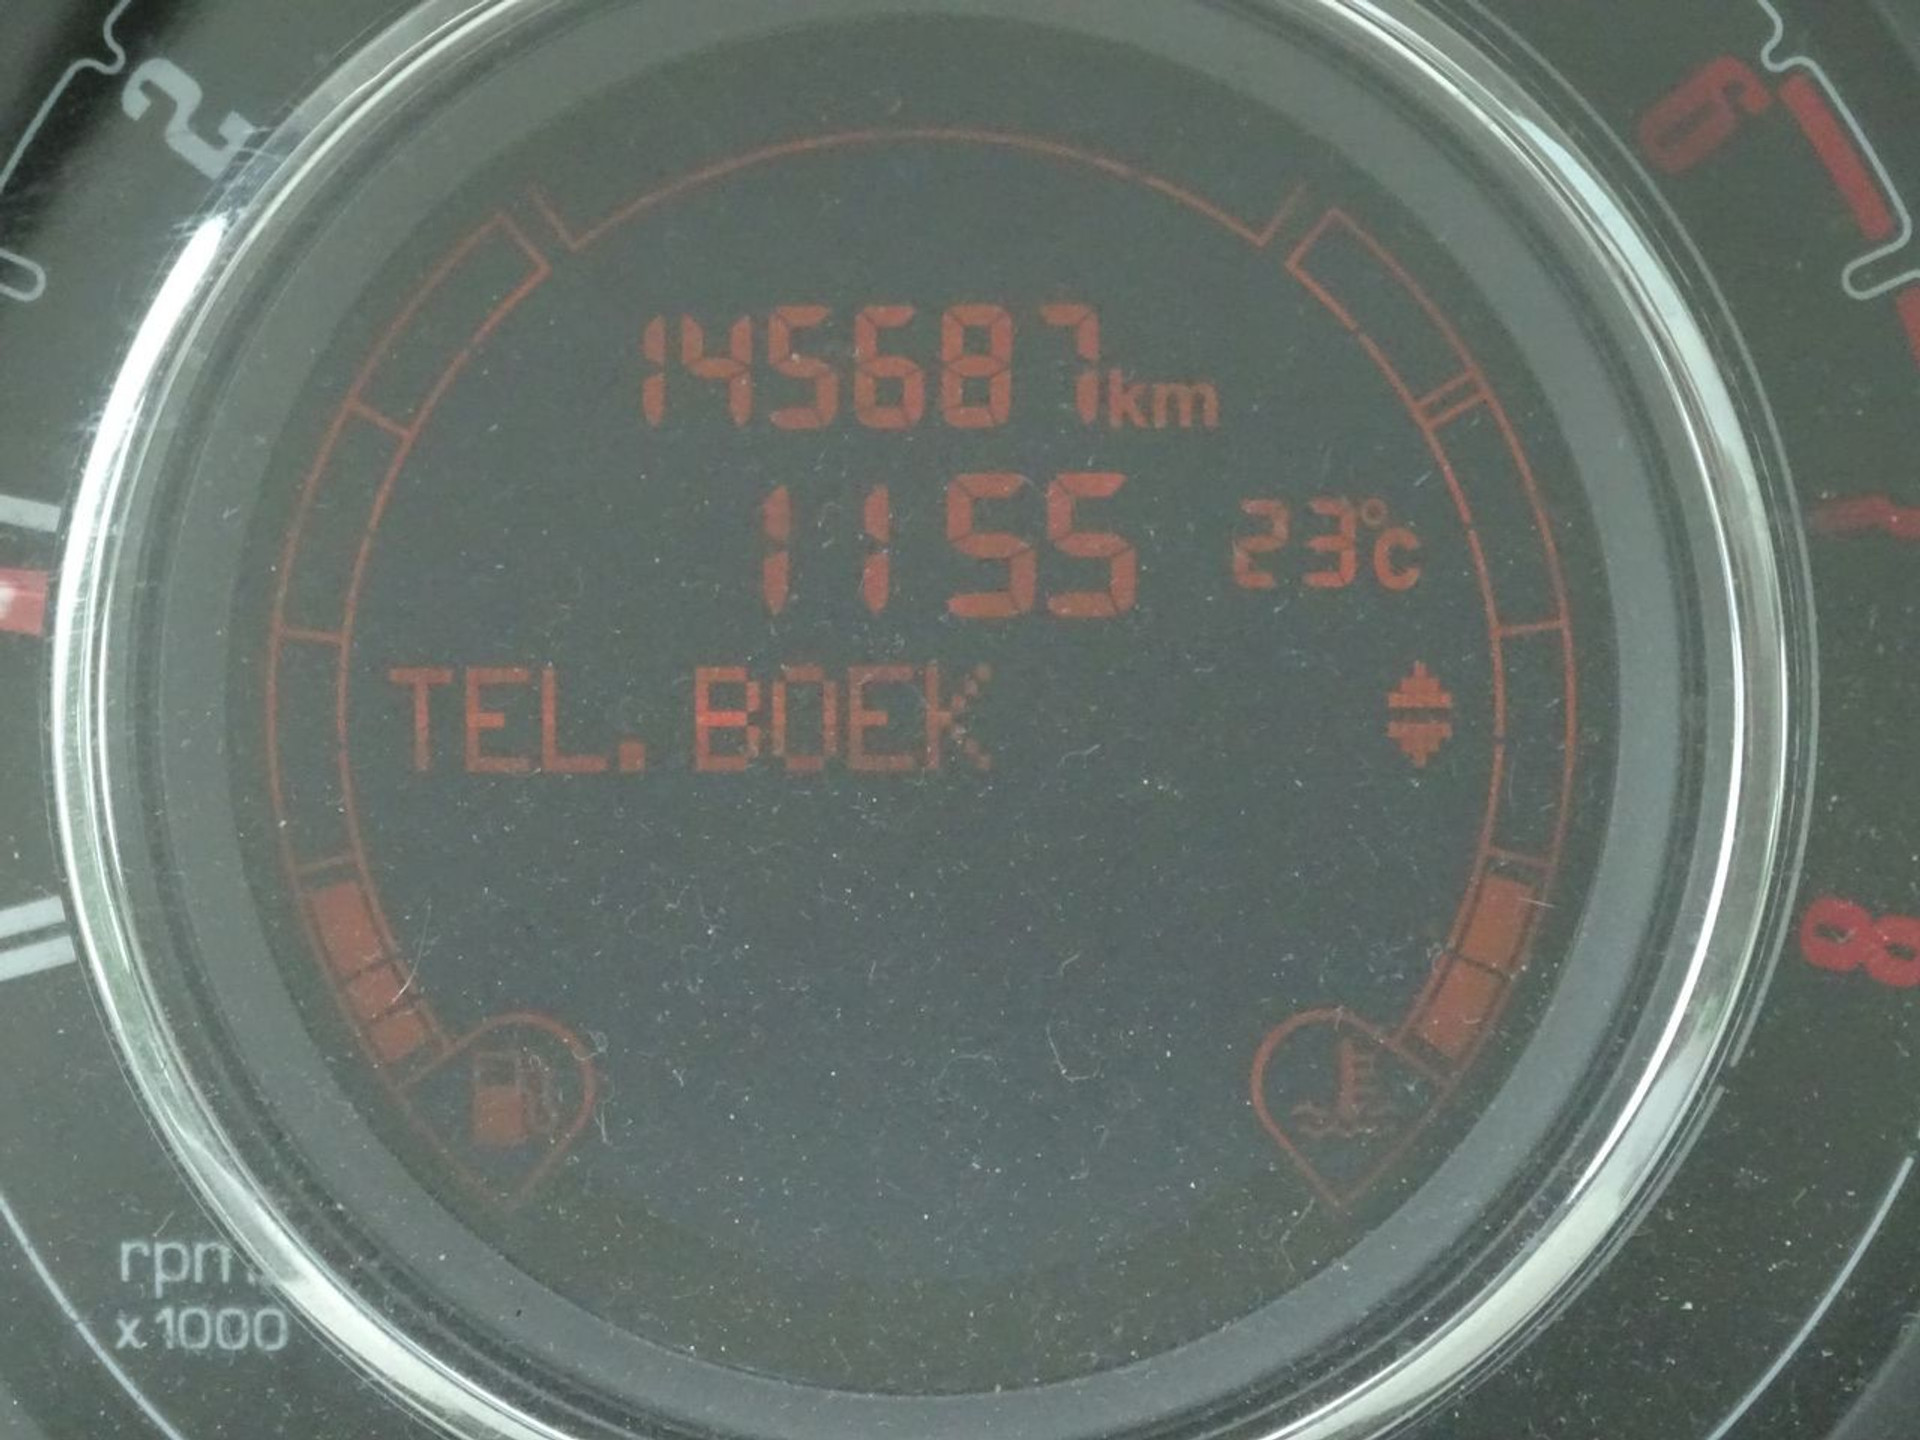 2
6
145687km
1155 23°C
TEL. BOEK
8
rpm
x1000